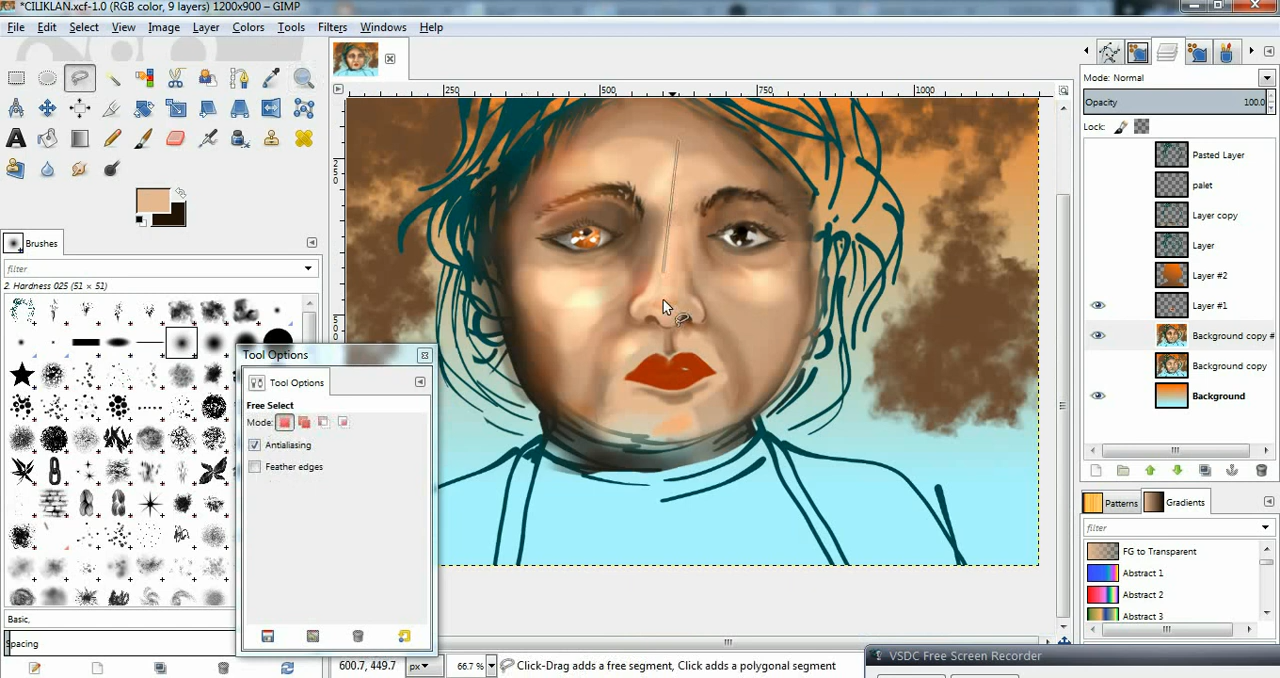 *CILIKLAN.xcf-1.0 (RGB color, 9 layers) 1200x900 – GIMP
File Edit Select View Image Layer Colors Tools Filters Windows Help
Brushes
filter
2. Hardness 025 (51 × 51)
Tool Options
Tool Options
Free Select
Mode:
Antialiasing
Feather edges
Basic,
Spacing
250 500 750 1000
250
500
600.7, 449.7 px 66.7 % Click-Drag adds a free segment, Click adds a polygonal segment
Mode: Normal
Opacity 100.0
Lock:
Pasted Layer
palet
Layer copy
Layer
Layer #2
Layer #1
Background copy #
Background copy
Background
Patterns Gradients
filter
FG to Transparent
Abstract 1
Abstract 2
Abstract 3
VSDC Free Screen Recorder